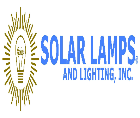 SOLAR LAMPS
AND LIGHTING, INC.